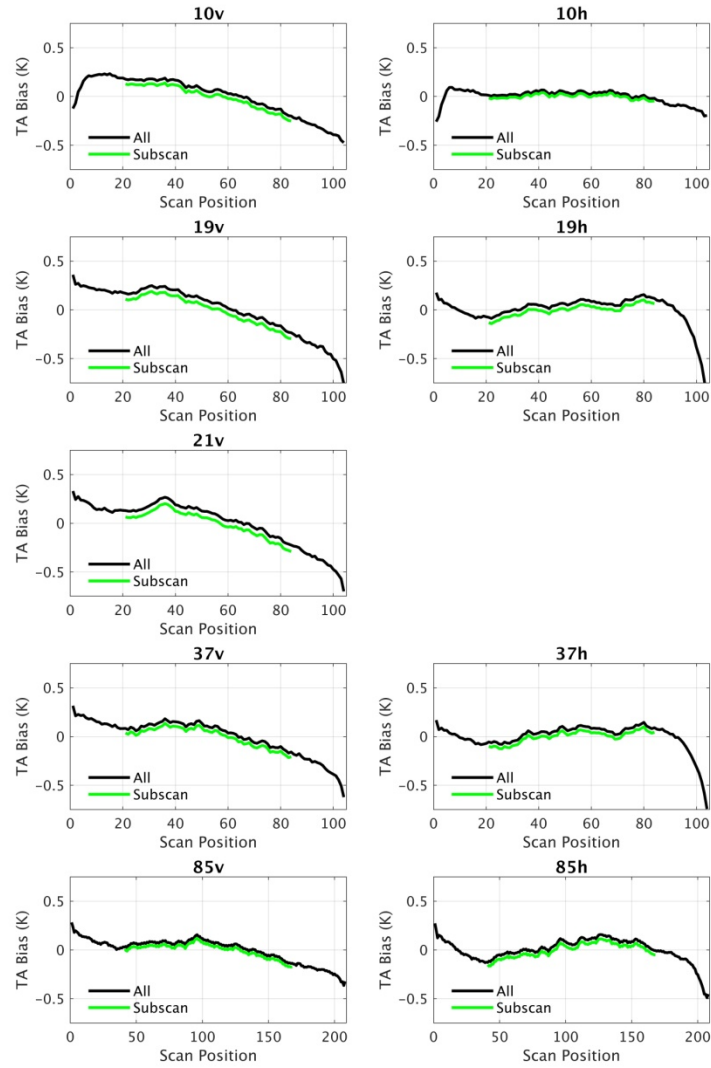 10v
TA Bias (K)
0.5
0
-0.5
All
Subscan
0 20 40 60 80 100
Scan Position
10h
TA Bias (K)
0.5
0
-0.5
All
Subscan
0 20 40 60 80 100
Scan Position
19v
TA Bias (K)
0.5
0
-0.5
All
Subscan
0 20 40 60 80 100
Scan Position
19h
TA Bias (K)
0.5
0
-0.5
All
Subscan
0 20 40 60 80 100
Scan Position
21v
TA Bias (K)
0.5
0
-0.5
All
Subscan
0 20 40 60 80 100
Scan Position
37v
TA Bias (K)
0.5
0
-0.5
All
Subscan
0 20 40 60 80 100
Scan Position
37h
TA Bias (K)
0.5
0
-0.5
All
Subscan
0 20 40 60 80 100
Scan Position
85v
TA Bias (K)
0.5
0
-0.5
All
Subscan
0 50 100 150 200
Scan Position
85h
TA Bias (K)
0.5
0
-0.5
All
Subscan
0 50 100 150 200
Scan Position